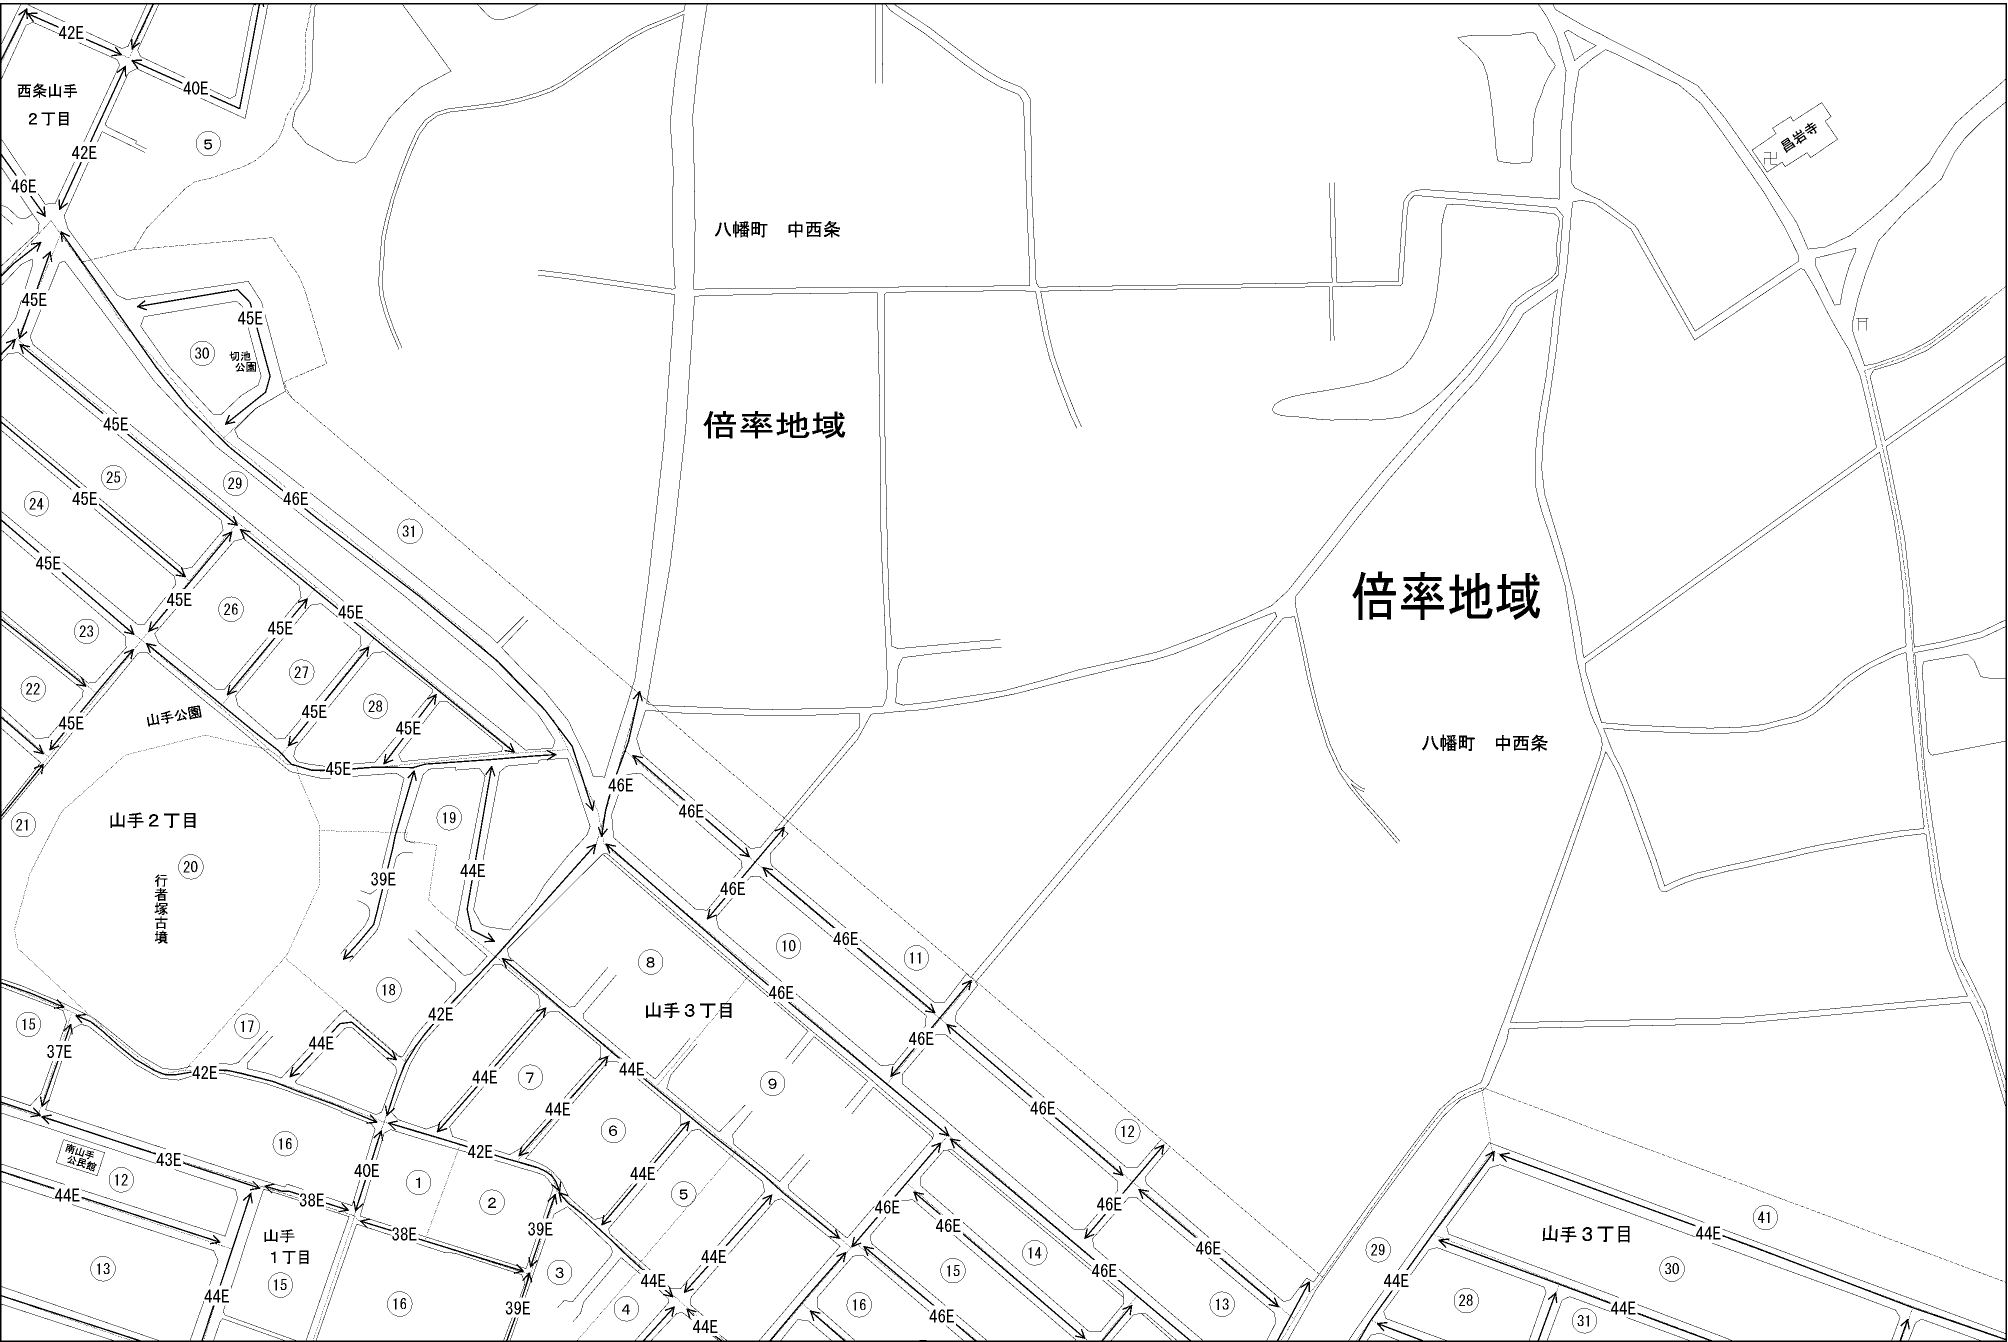 42E
40E
西条山手
2丁目
⑤
42E
46E
昌岩寺
八幡町 中西条
45E
45E
㉚
切池
公園
倍率地域
45E
㉕
㉔
45E
㉙
46E
㉛
45E
45E
㉖
45E
45E
倍率地域
㉓
㉒
㉗
㉘
45E
45E
45E
山手公園
八幡町 中西条
45E
46E
46E
㉑
山手2丁目
⑲
⑳
行者塚古墳
39E
44E
46E
⑱
⑧
⑩
46E
⑪
山手3丁目
46E
42E
⑮
⑰
37E
44E
42E
44E
⑦
44E
44E
⑨
46E
46E
⑫
⑯
⑥
南山手
公民館
⑫
43E
40E
①
42E
②
44E
⑤
44E
38E
38E
39E
46E
46E
46E
山手
1丁目
⑬
⑮
44E
⑯
③
④
44E
39E
44E
44E
⑮
⑭
46E
⑯
46E
46E
⑬
㉙
44E
㊶
山手3丁目
44E
㉚
㉘
44E
㉛